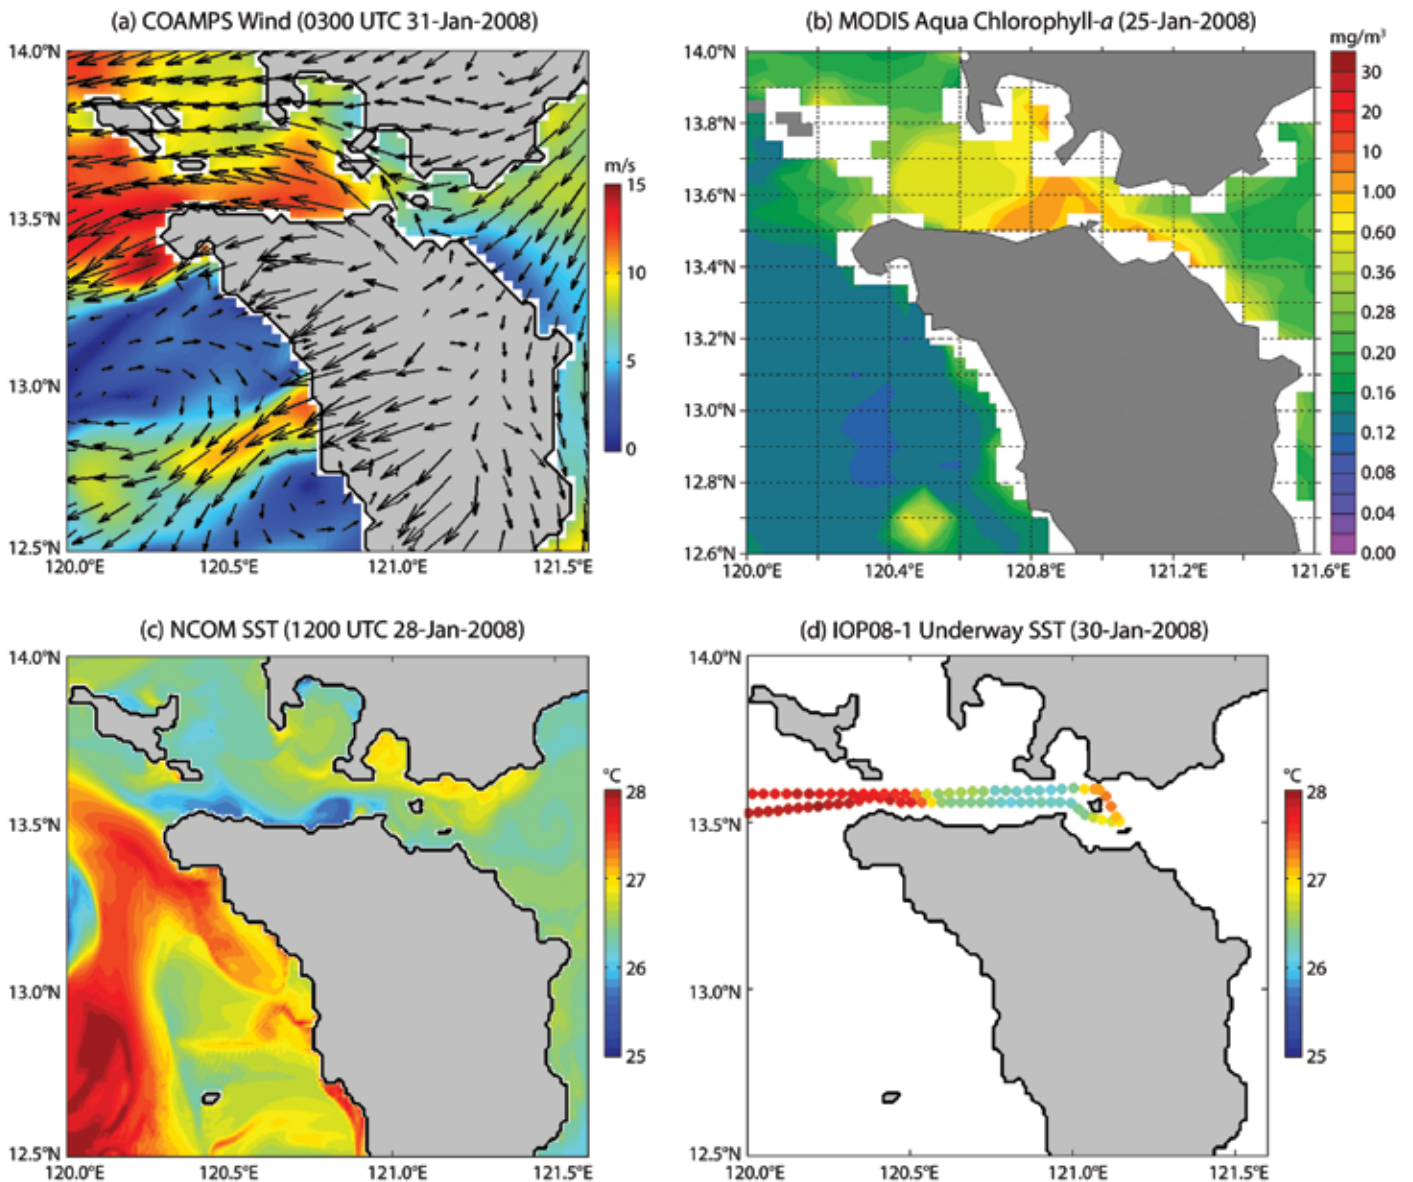 (a) COAMPS Wind (0300 UTC 31-Jan-2008)
14.0°N
13.5°N
13.0°N
12.5°N
120.0°E 120.5°E 121.0°E 121.5°E
m/s
15
10
5
0
(b) MODIS Aqua Chlorophyll-a (25-Jan-2008)
14.0°N
13.8°N
13.6°N
13.4°N
13.2°N
13.0°N
12.8°N
12.6°N
120.0°E 120.4°E 120.8°E 121.2°E 121.6°E
mg/m³
30
20
10
1.00
0.60
0.36
0.28
0.20
0.16
0.12
0.08
0.04
0.00
(c) NCOM SST (1200 UTC 28-Jan-2008)
14.0°N
13.5°N
13.0°N
12.5°N
120.0°E 120.5°E 121.0°E 121.5°E
°C
28
27
26
25
(d) IOP08-1 Underway SST (30-Jan-2008)
14.0°N
13.5°N
13.0°N
12.5°N
120.0°E 120.5°E 121.0°E 121.5°E
°C
28
27
26
25